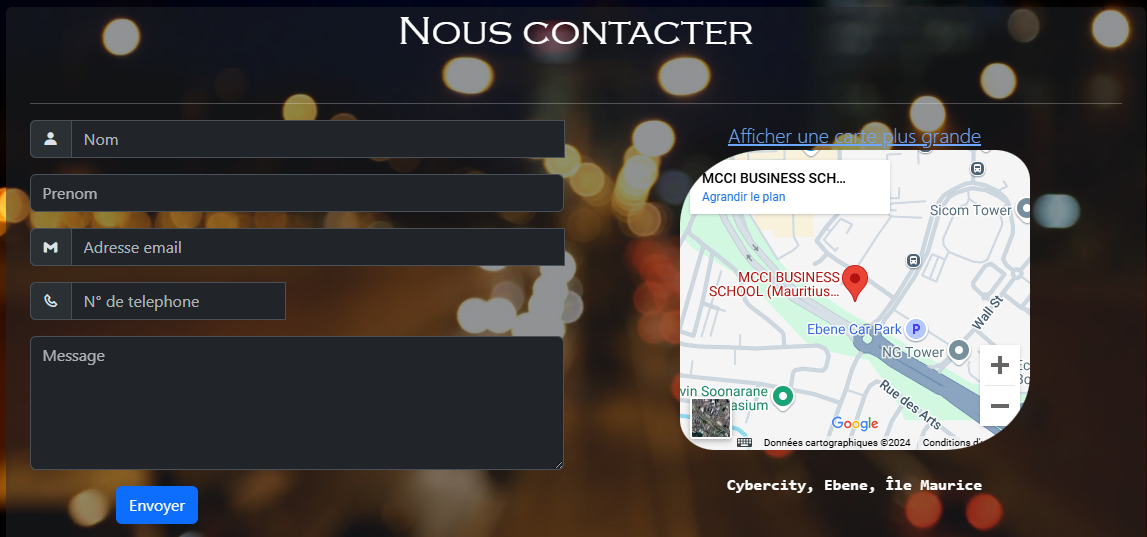 Nous contacter
Nom
Prenom
Adresse email
N° de telephone
Message
Envoyer
Afficher une carte plus grande
MCCI BUSINESS SCH...
Agrandir le plan
Sicom Tower
MCCI BUSINESS
SCHOOL (Mauritius...
Wall St
Ebene Car Park
P
NG Tower
Rue des Arts
vin Soonarane
asium
Google
Données cartographiques ©2024
Conditions d'
Cybercity, Ebene, Île Maurice